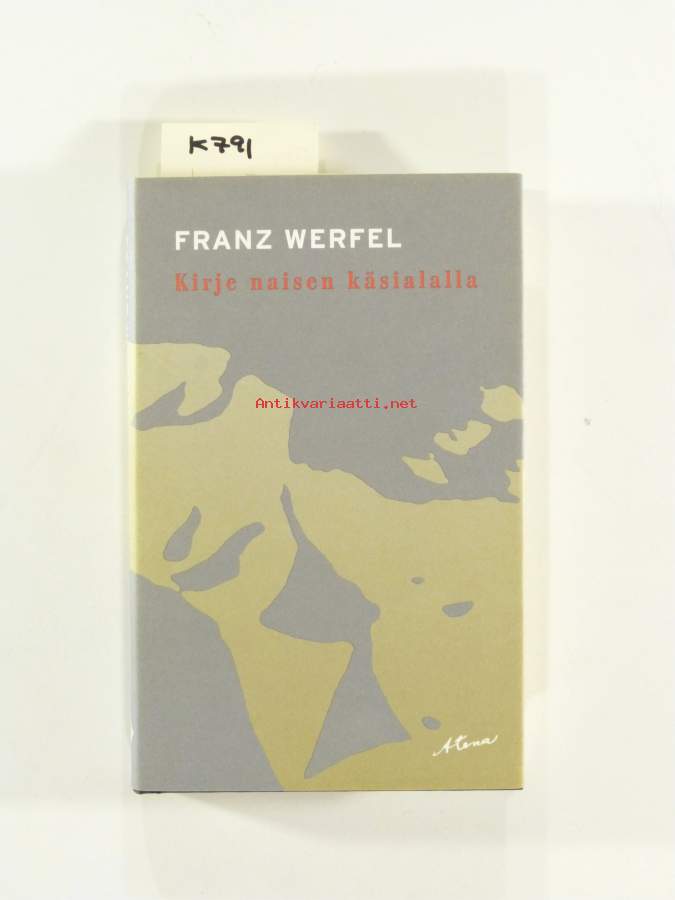 K791
FRANZ WERFEL
Kirje naisen käsialalla
Antikvariaatti.net
Atena